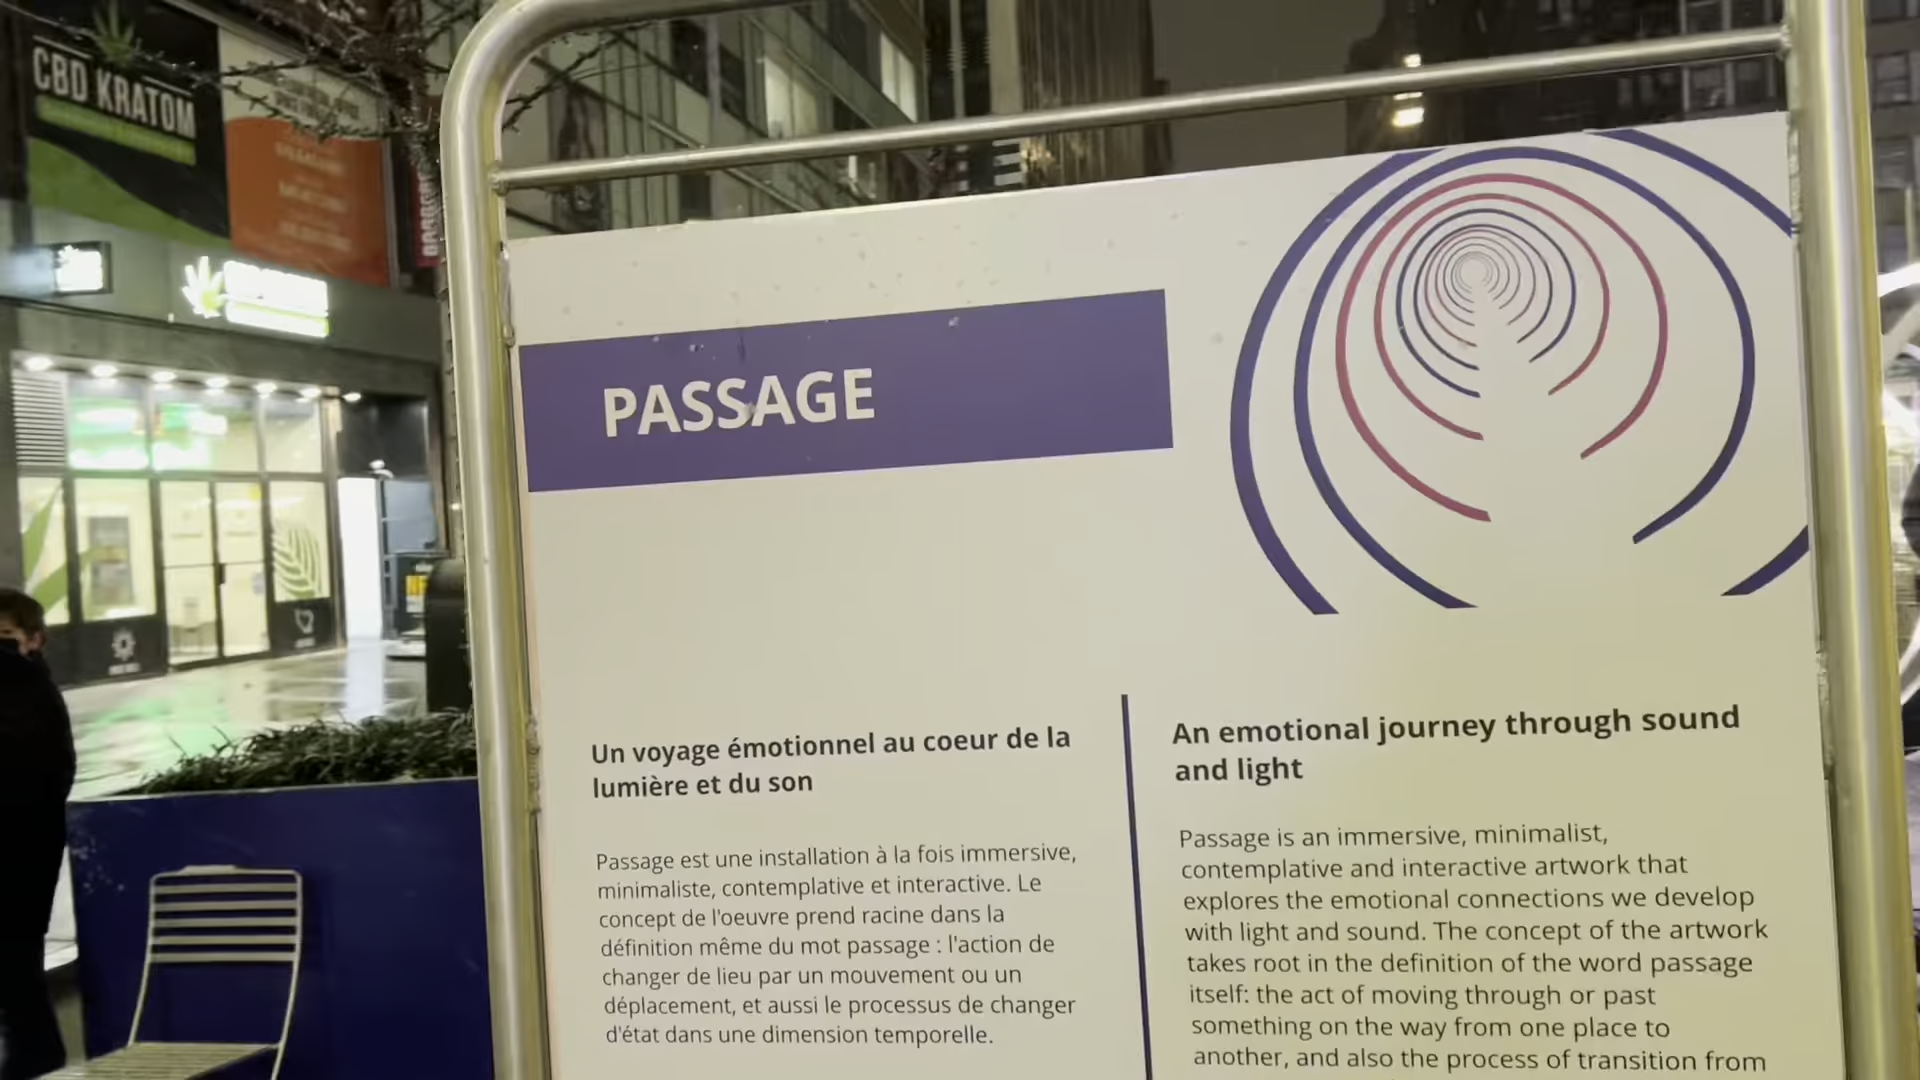 CBD KRATOM
PASSAGE
Un voyage émotionnel au coeur de la
lumière et du son
Passage est une installation à la fois immersive,
minimaliste, contemplative et interactive. Le
concept de l'oeuvre prend racine dans la
définition même du mot passage : l'action de
changer de lieu par un mouvement ou un
déplacement, et aussi le processus de changer
d'état dans une dimension temporelle.
An emotional journey through sound
and light
Passage is an immersive, minimalist,
contemplative and interactive artwork that
explores the emotional connections we develop
with light and sound. The concept of the artwork
takes root in the definition of the word passage
itself: the act of moving through or past
something on the way from one place to
another, and also the process of transition from